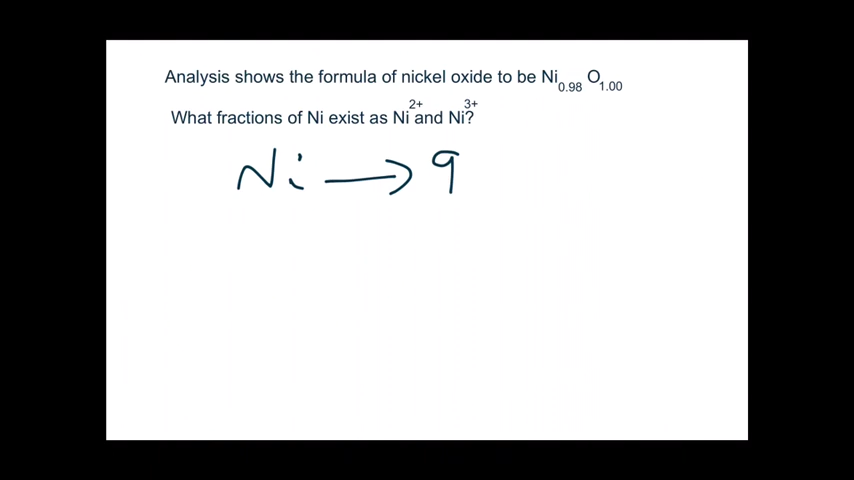 Analysis shows the formula of nickel oxide to be Ni0.98 O1.00
What fractions of Ni exist as Ni2+ and Ni3+?
Ni → 9